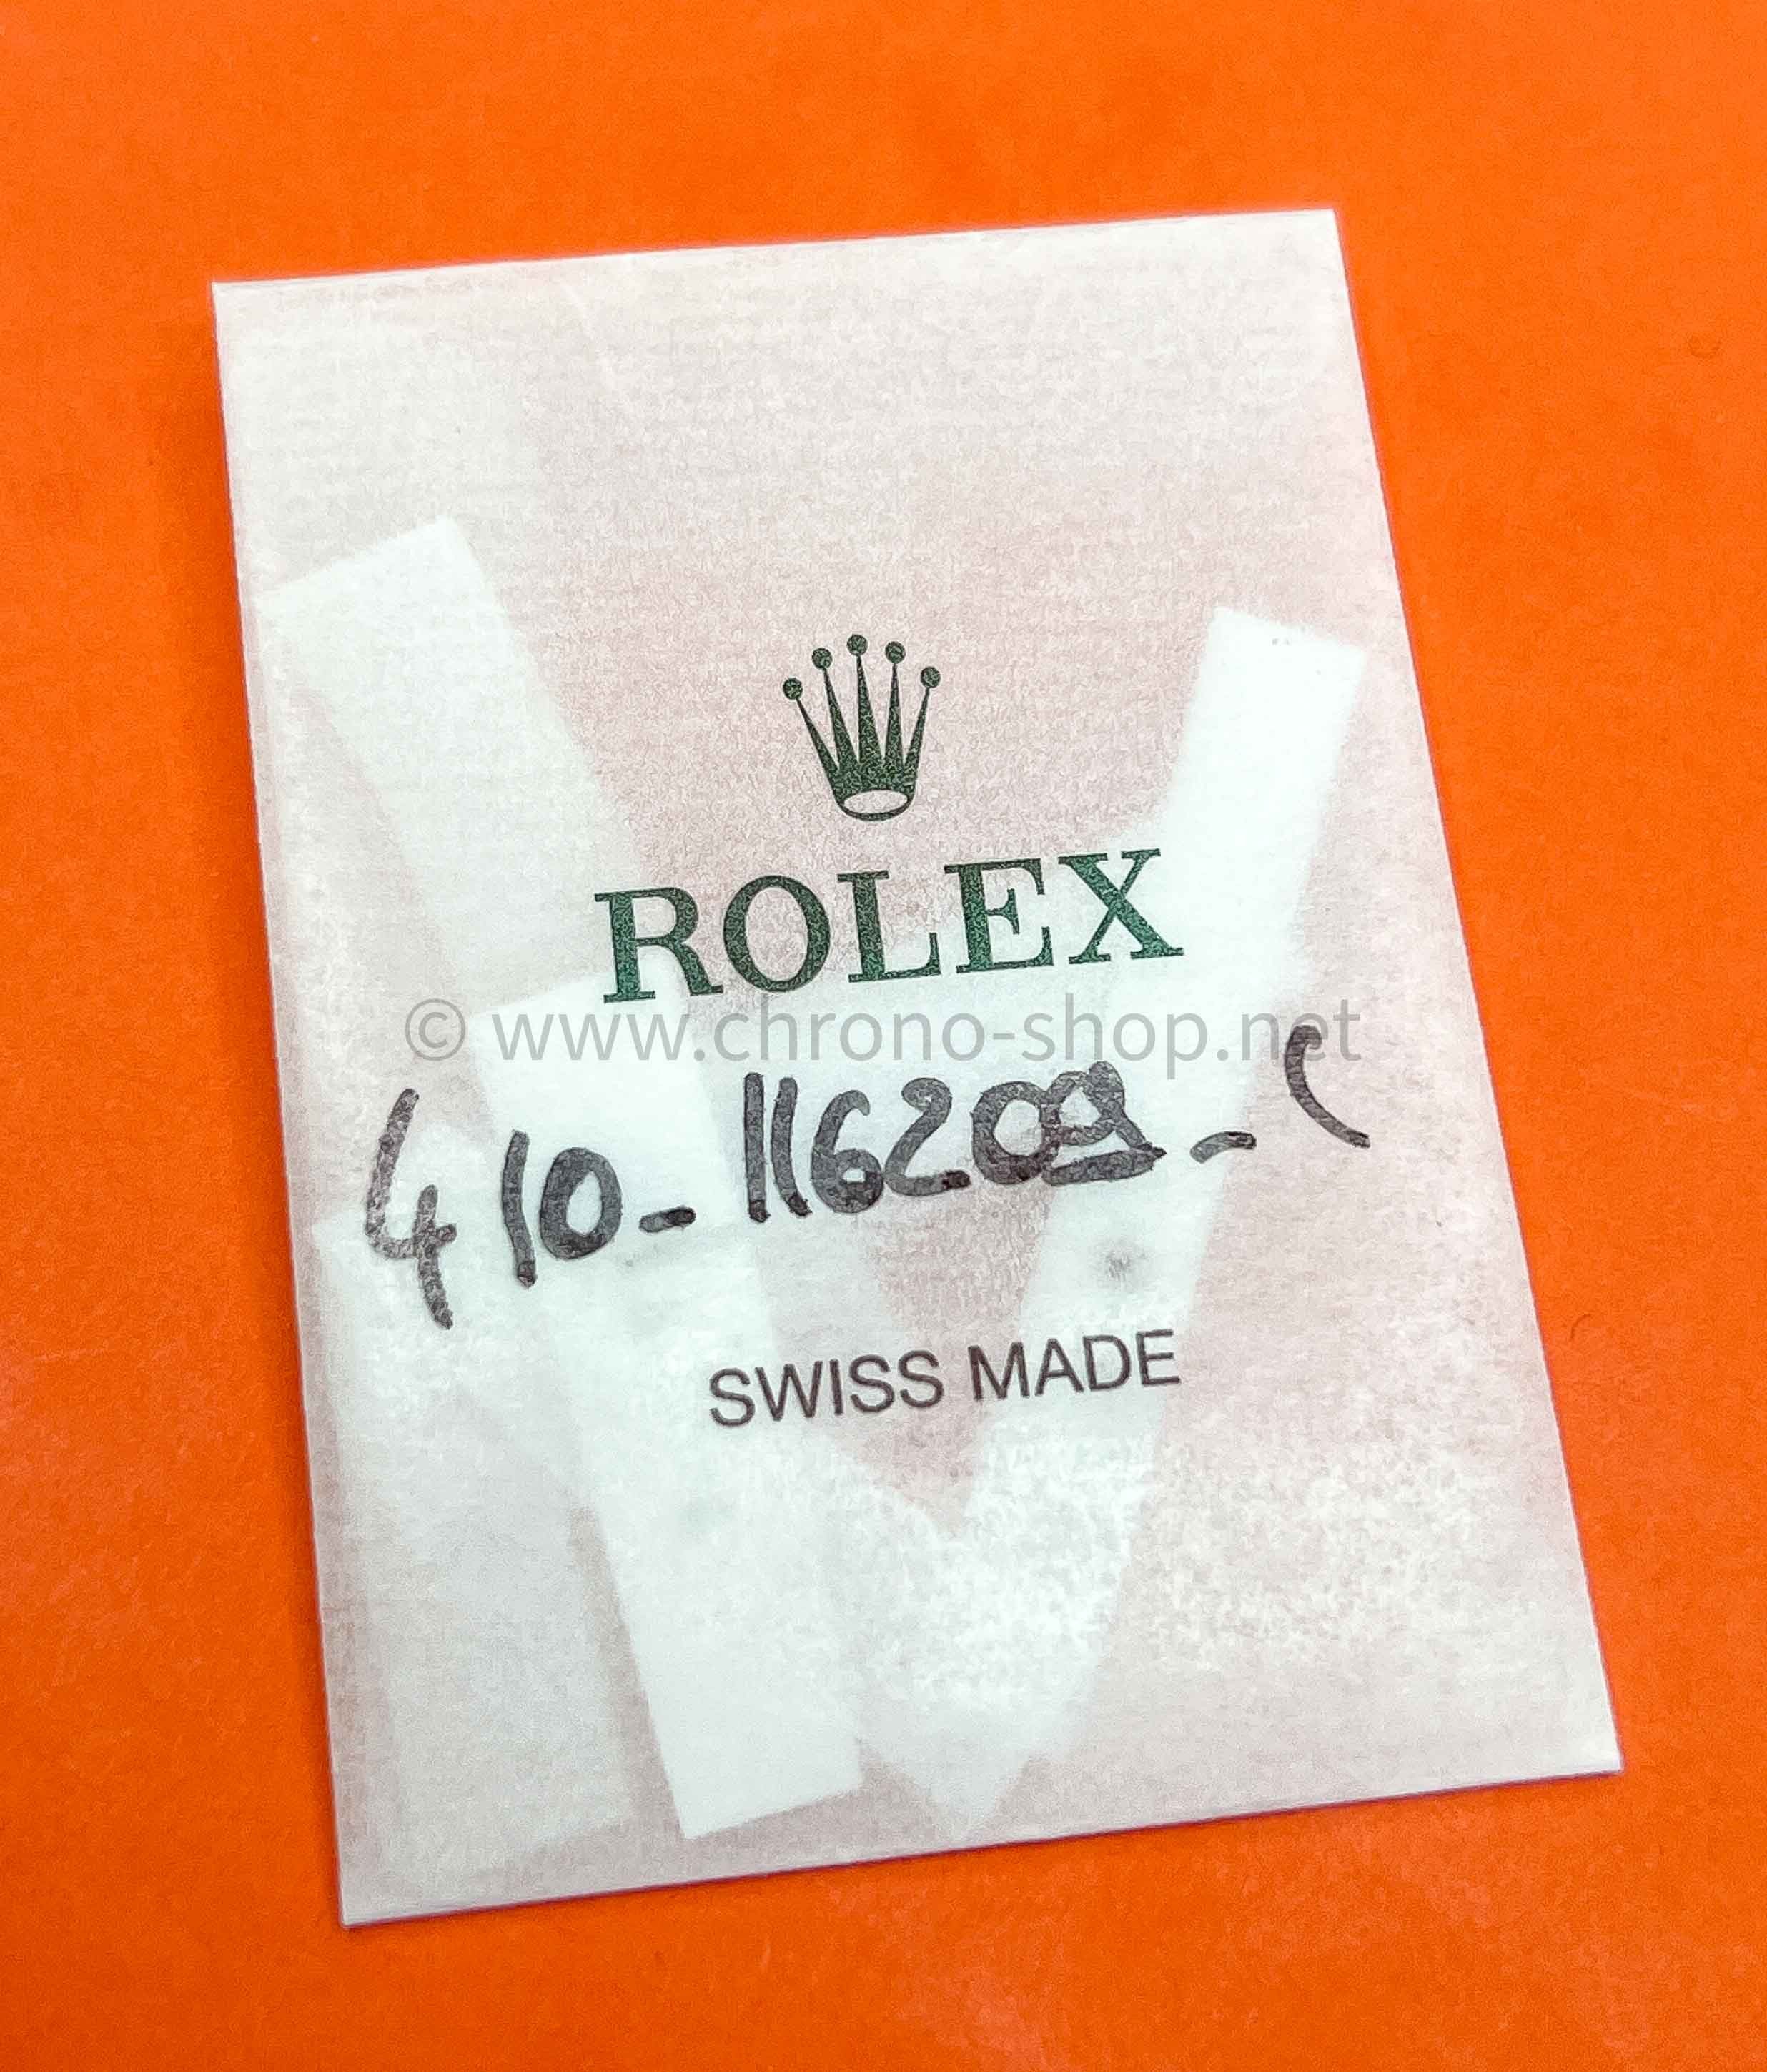 ROLEX
© www.chrono-shop.net
410-116209-C
SWISS MADE